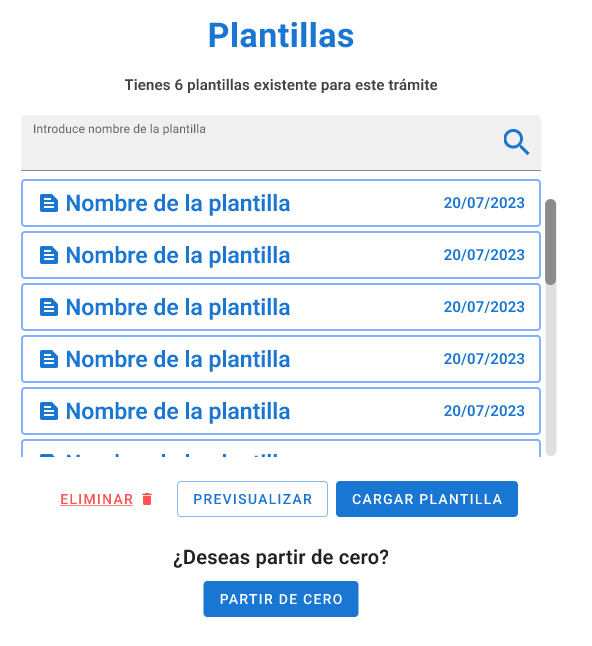 Plantillas
Tienes 6 plantillas existente para este trámite
Introduce nombre de la plantilla
Nombre de la plantilla 20/07/2023
Nombre de la plantilla 20/07/2023
Nombre de la plantilla 20/07/2023
Nombre de la plantilla 20/07/2023
Nombre de la plantilla 20/07/2023
ELIMINAR PREVISUALIZAR CARGAR PLANTILLA
¿Deseas partir de cero?
PARTIR DE CERO